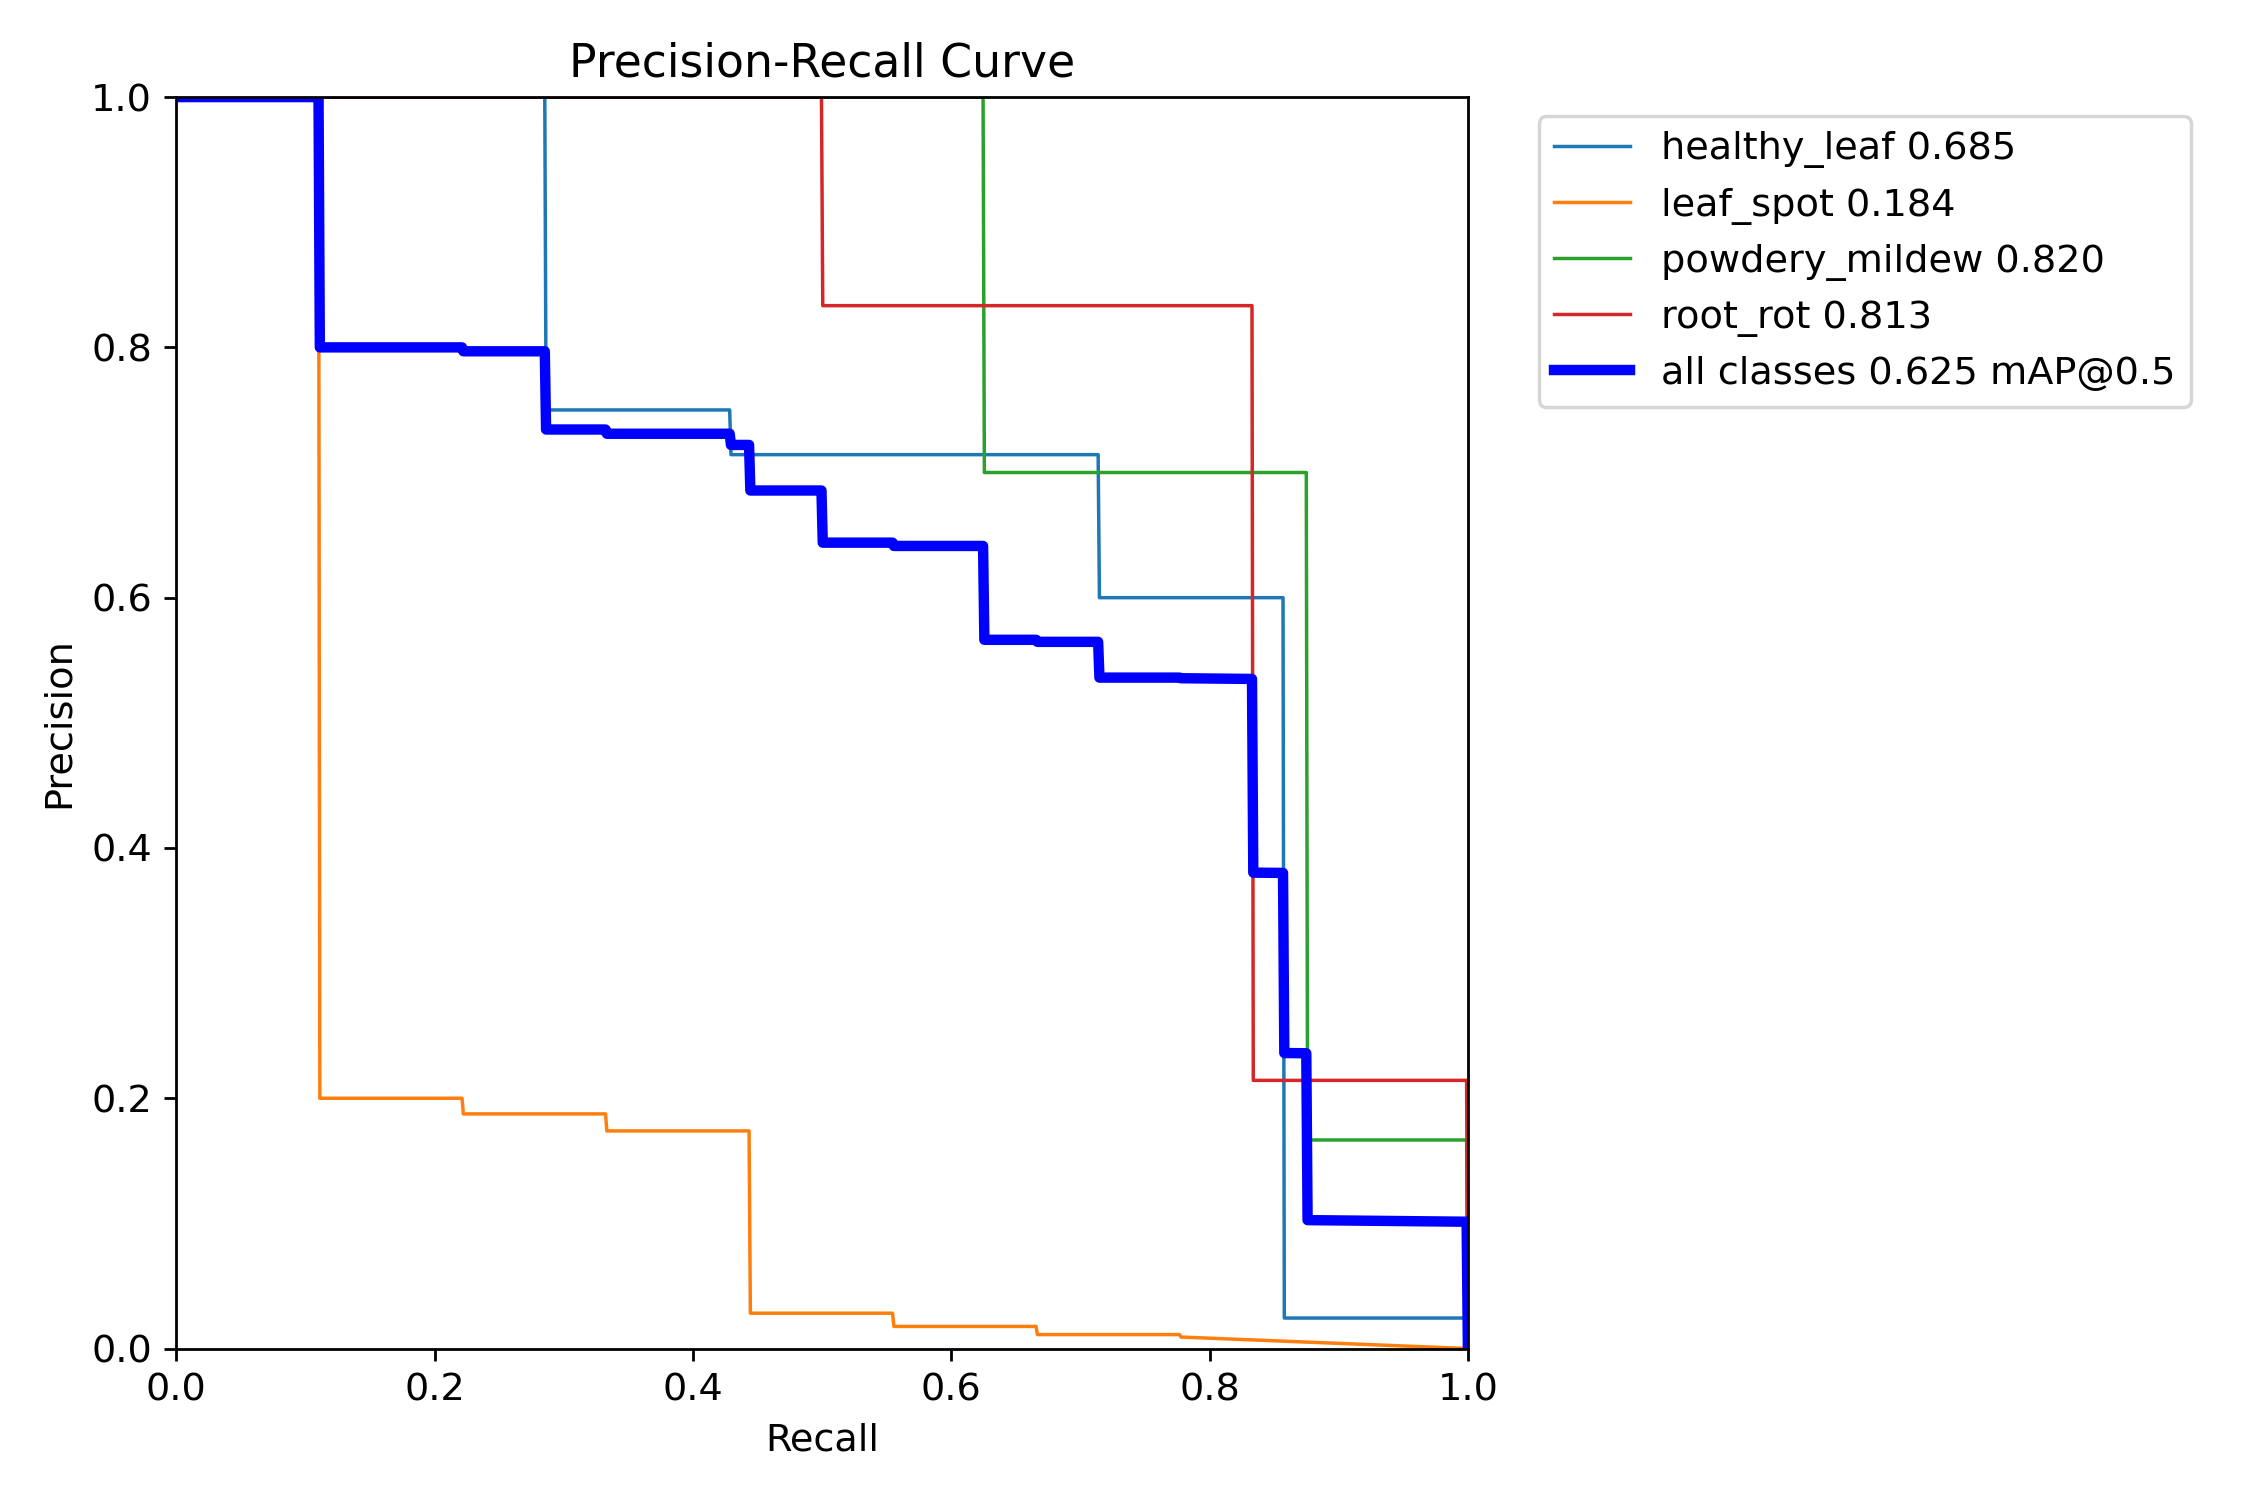 Precision-Recall Curve
1.0
0.8
0.6
0.4
0.2
0.0
Precision
0.0 0.2 0.4 0.6 0.8 1.0
Recall
healthy_leaf 0.685
leaf_spot 0.184
powdery_mildew 0.820
root_rot 0.813
all classes 0.625 mAP@0.5